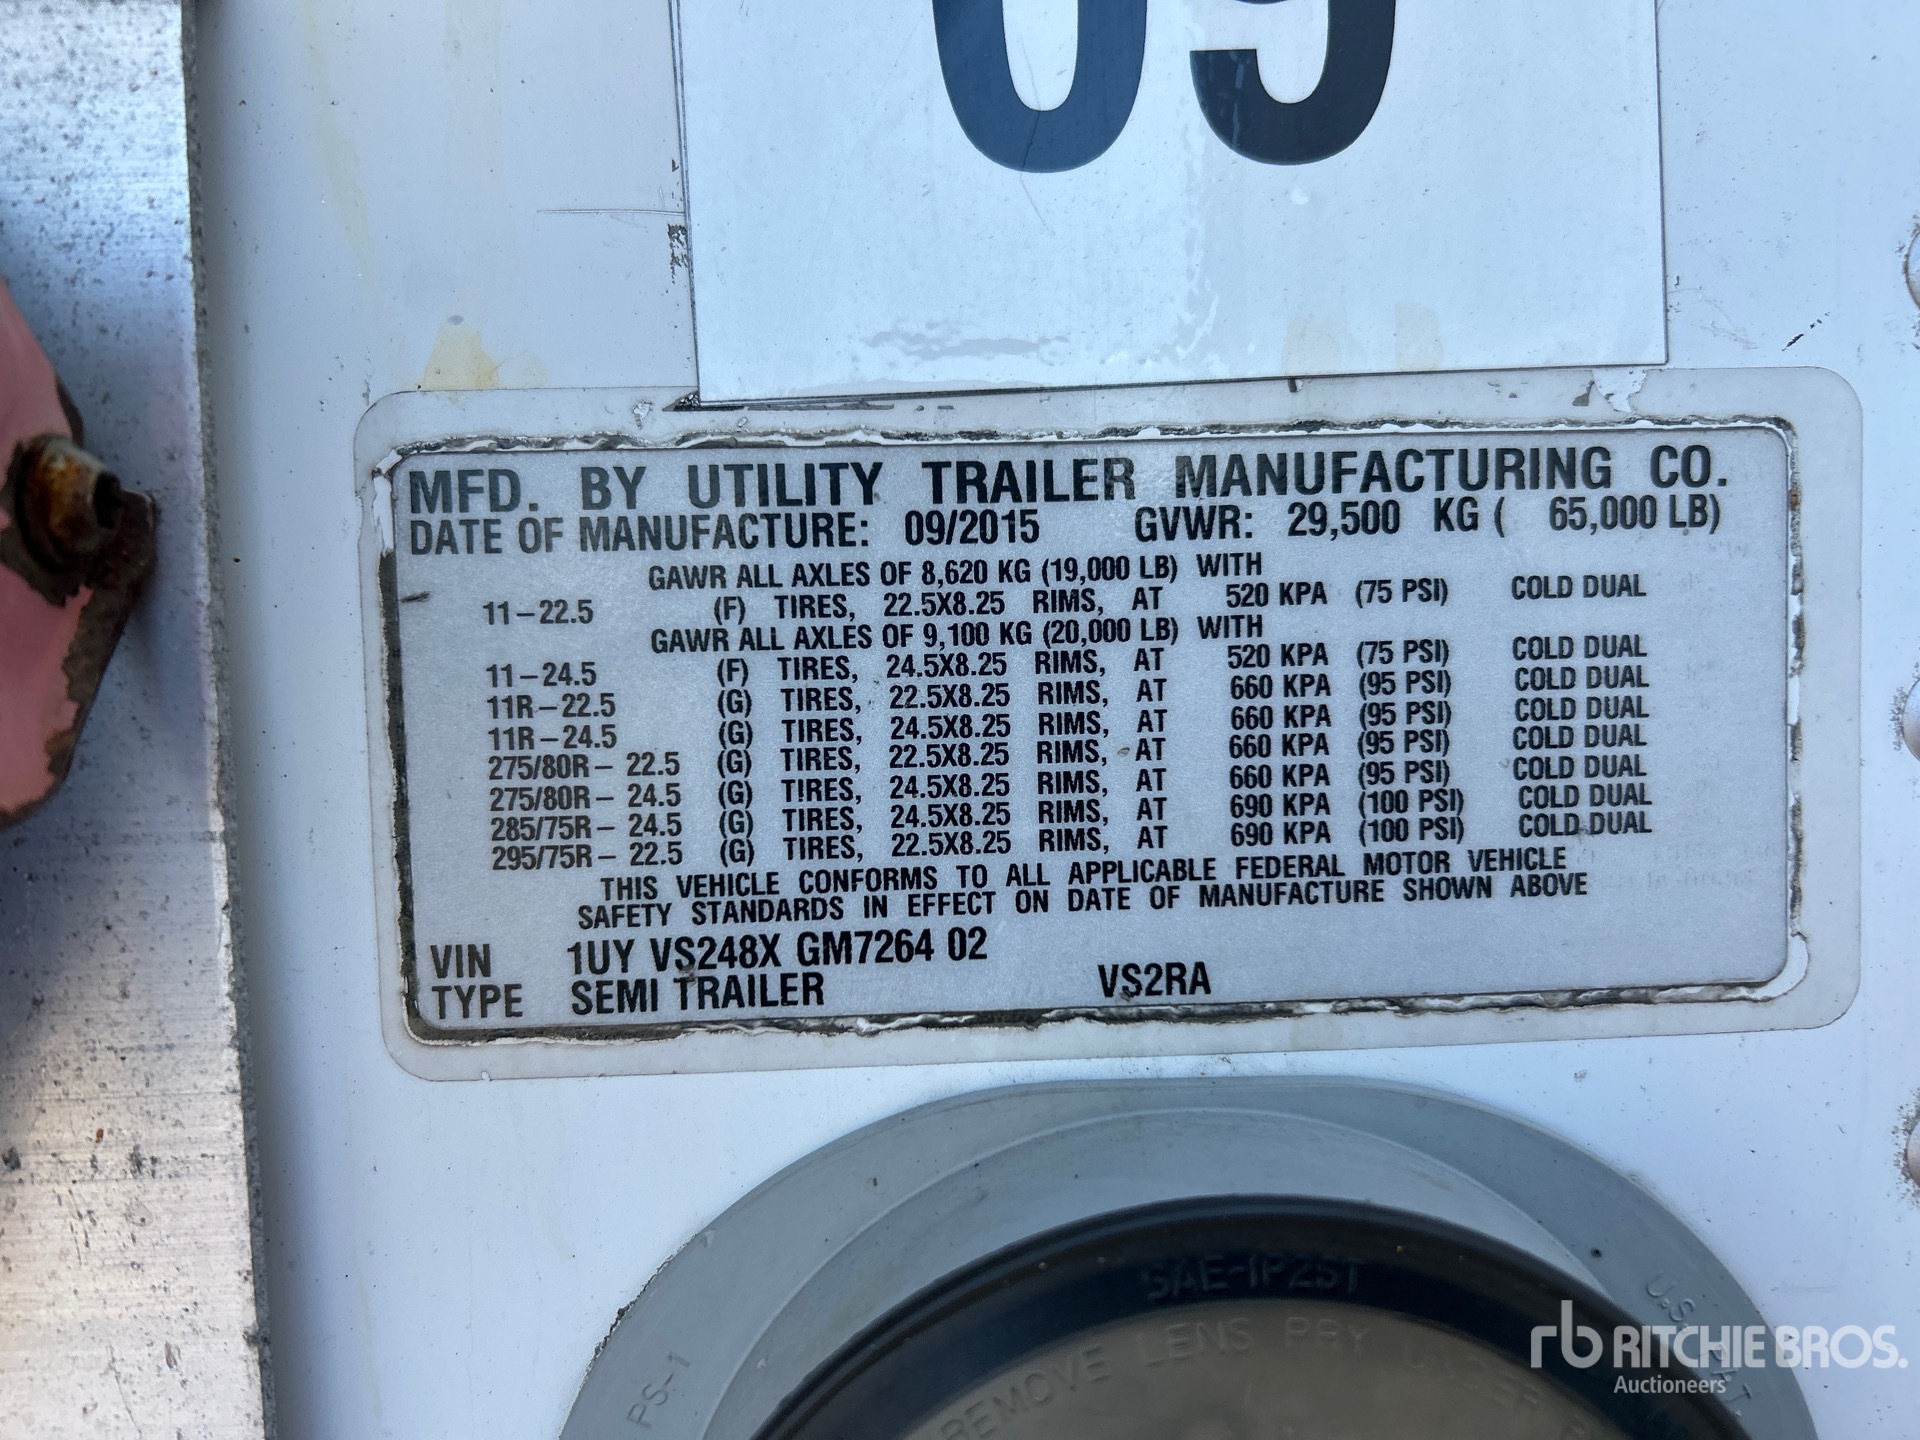 09
MFD. BY UTILITY TRAILER MANUFACTURING CO.
DATE OF MANUFACTURE: 09/2015 GVWR: 29,500 KG ( 65,000 LB)
GAWR ALL AXLES OF 8,620 KG (19,000 LB) WITH
11-22.5 (F) TIRES, 22.5X8.25 RIMS, AT 520 KPA (75 PSI) COLD DUAL
GAWR ALL AXLES OF 9,100 KG (20,000 LB) WITH
11-24.5 (F) TIRES, 24.5X8.25 RIMS, AT 520 KPA (75 PSI) COLD DUAL
11R-22.5 (G) TIRES, 22.5X8.25 RIMS, AT 660 KPA (95 PSI) COLD DUAL
11R-24.5 (G) TIRES, 24.5X8.25 RIMS, AT 660 KPA (95 PSI) COLD DUAL
275/80R- 22.5 (G) TIRES, 22.5X8.25 RIMS, AT 660 KPA (95 PSI) COLD DUAL
275/80R- 24.5 (G) TIRES, 24.5X8.25 RIMS, AT 660 KPA (95 PSI) COLD DUAL
285/75R- 24.5 (G) TIRES, 24.5X8.25 RIMS, AT 690 KPA (100 PSI) COLD DUAL
295/75R- 22.5 (G) TIRES, 22.5X8.25 RIMS, AT 690 KPA (100 PSI) COLD DUAL
THIS VEHICLE CONFORMS TO ALL APPLICABLE FEDERAL MOTOR VEHICLE
SAFETY STANDARDS IN EFFECT ON DATE OF MANUFACTURE SHOWN ABOVE
VIN 1UY VS248X GM7264 02
TYPE SEMI TRAILER VS2RA
SAE-1P2ST
REMOVE LENS PRY UNDER
PS-1
U.S. PAT.
rb RITCHIE BROS.
Auctioneers